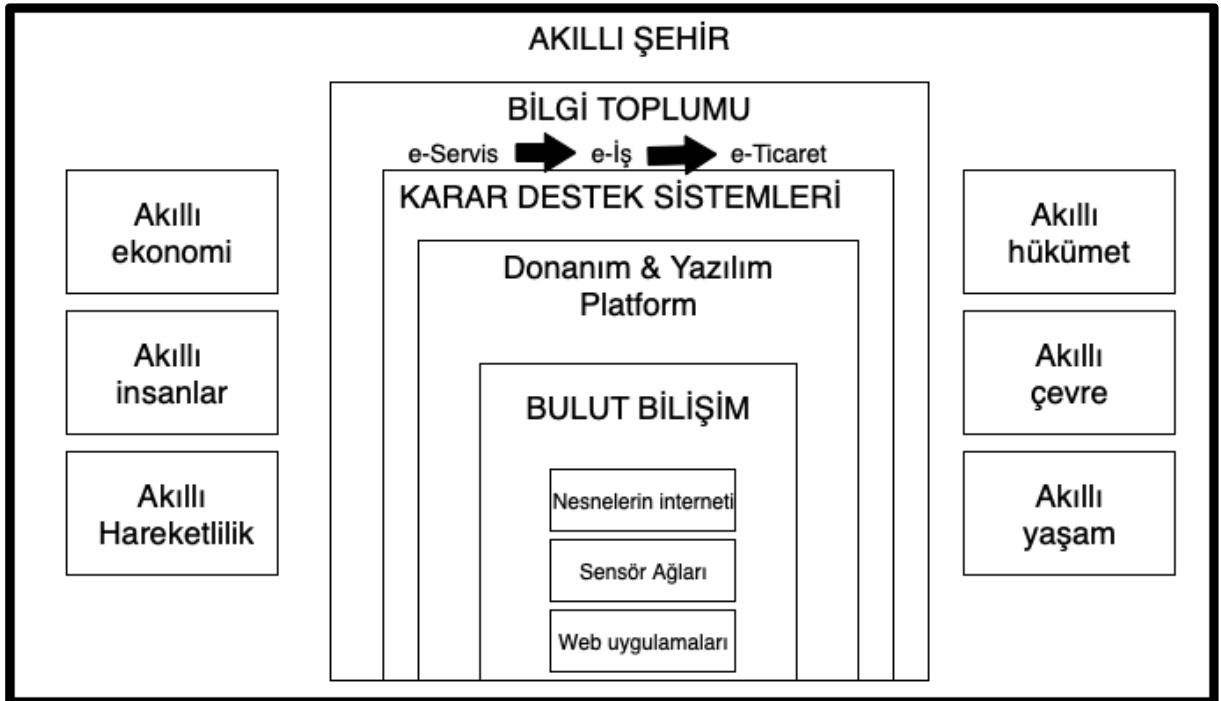 AKILLI ŞEHİR
BİLGİ TOPLUMU
e-Servis e-İş e-Ticaret
KARAR DESTEK SİSTEMLERİ
Donanım & Yazılım
Platform
BULUT BİLİŞİM
Nesnelerin interneti
Sensör Ağları
Web uygulamaları
Akıllı
ekonomi
Akıllı
insanlar
Akıllı
Hareketlilik
Akıllı
hükümet
Akıllı
çevre
Akıllı
yaşam